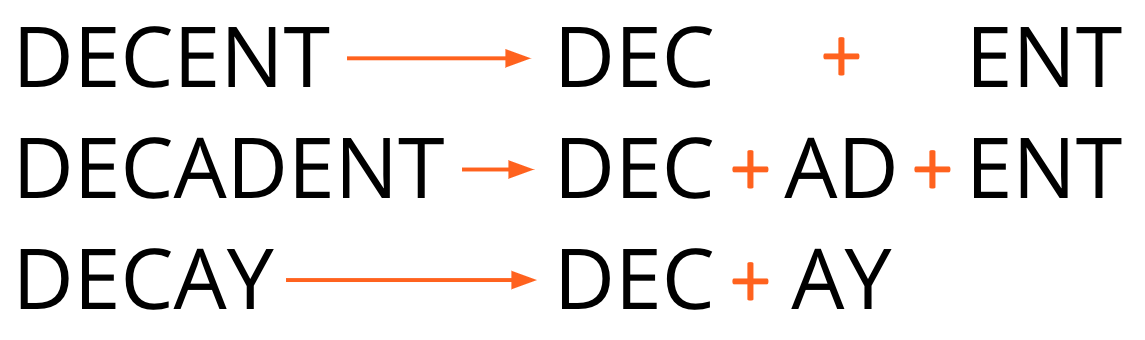 DECENT → DEC + ENT
DECADENT → DEC + AD + ENT
DECAY → DEC + AY